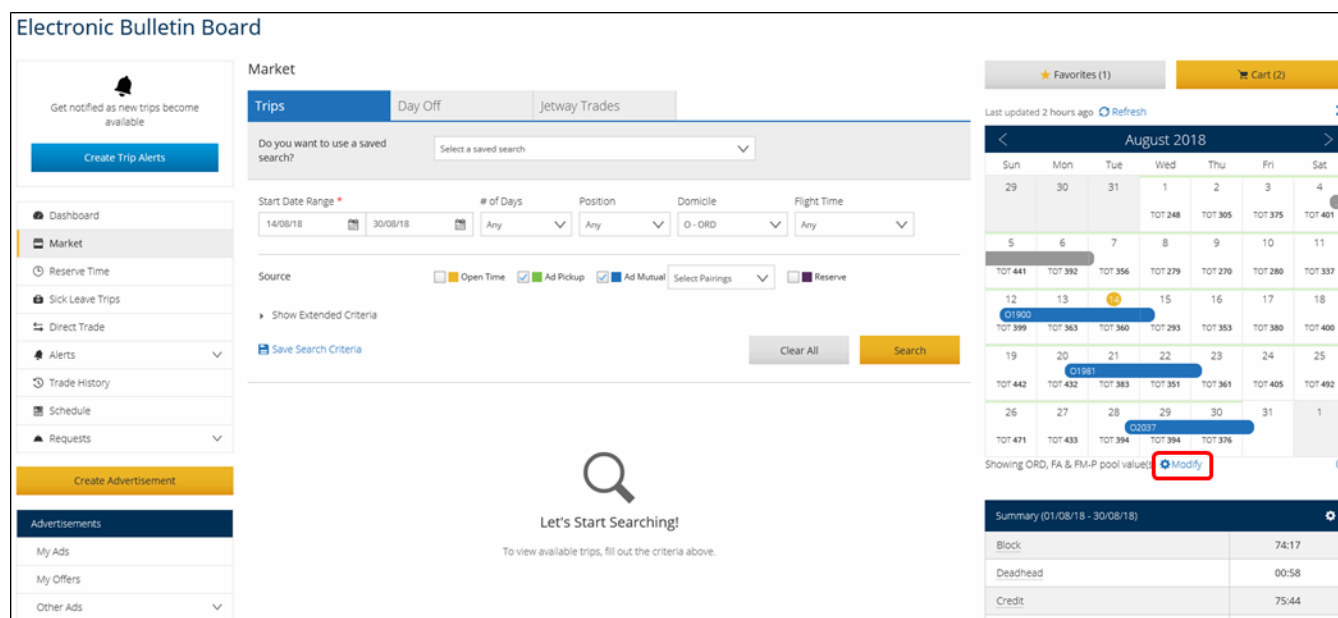 Electronic Bulletin Board
Get notified as new trips become
available
Create Trip Alerts
Dashboard
Market
Reserve Time
Sick Leave Trips
Direct Trade
Alerts
Trade History
Schedule
Requests
Create Advertisement
Advertisements
My Ads
My Offers
Other Ads
Market
Trips Day Off Jetway Trades
Do you want to use a saved
search?
Select a saved search
Start Date Range * # of Days Position Domicile Flight Time
14/08/18 30/08/18 Any Any O - ORD Any
Source Open Time Ad Pickup Ad Mutual Select Pairings Reserve
Show Extended Criteria
Save Search Criteria Clear All Search
Let's Start Searching!
To view available trips, fill out the criteria above.
Favorites (1) Cart (2)
Last updated 2 hours ago Refresh
August 2018
Sun Mon Tue Wed Thu Fri Sat
29 30 31 1 2 3 4
TOT 248 TOT 305 TOT 375 TOT 401
5 6 7 8 9 10 11
TOT 441 TOT 392 TOT 356 TOT 279 TOT 270 TOT 280 TOT 337
12 13 14 15 16 17 18
O1900
TOT 399 TOT 363 TOT 360 TOT 293 TOT 353 TOT 380 TOT 400
19 20 21 22 23 24 25
O1981
TOT 442 TOT 432 TOT 383 TOT 351 TOT 361 TOT 405 TOT 492
26 27 28 29 30 31 1
O2037
TOT 471 TOT 433 TOT 394 TOT 394 TOT 376
Showing ORD, FA & FM-P pool value(s Modify
Summary (01/08/18 - 30/08/18)
Block 74:17
Deadhead 00:58
Credit 75:44